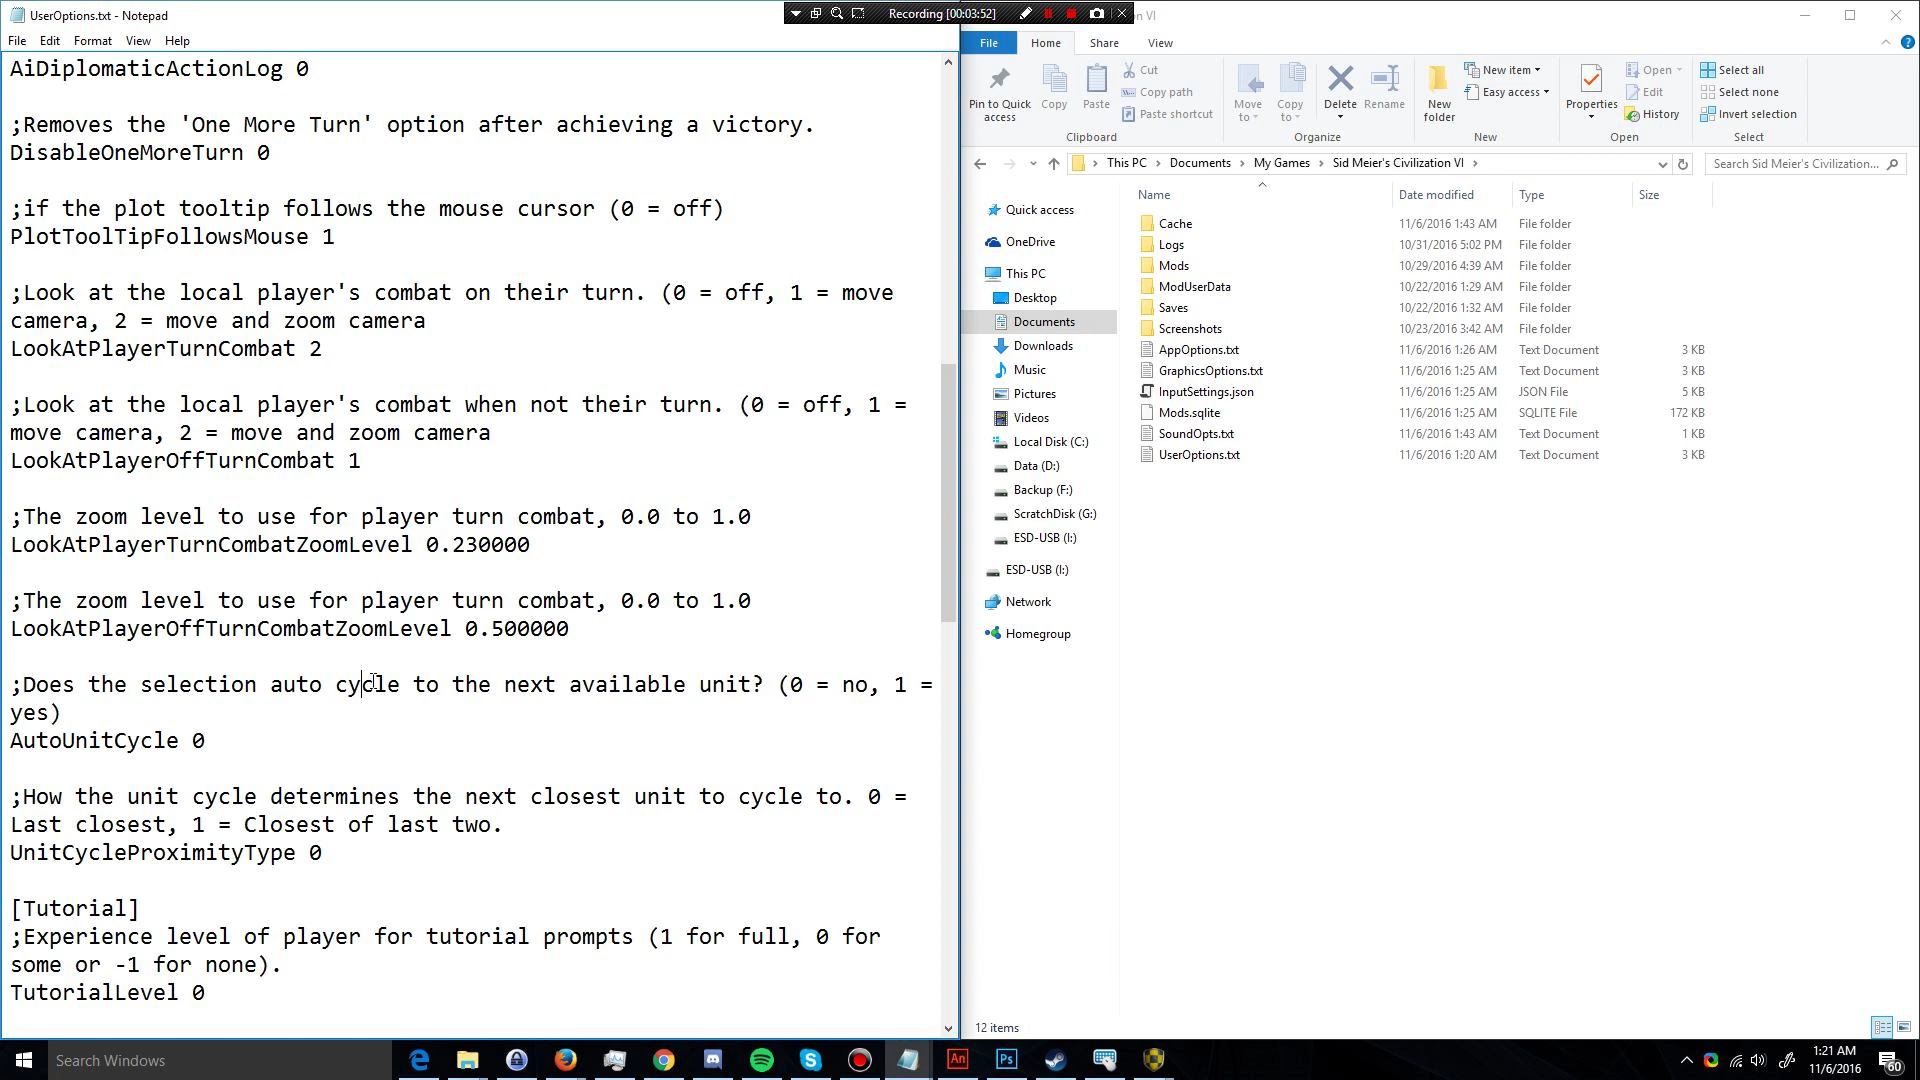 UserOptions.txt - Notepad
File Edit Format View Help
AiDiplomaticActionLog 0
;Removes the 'One More Turn' option after achieving a victory.
DisableOneMoreTurn 0
;if the plot tooltip follows the mouse cursor (0 = off)
PlotToolTipFollowsMouse 1
;Look at the local player's combat on their turn. (0 = off, 1 = move
camera, 2 = move and zoom camera
LookAtPlayerTurnCombat 2
;Look at the local player's combat when not their turn. (0 = off, 1 =
move camera, 2 = move and zoom camera
LookAtPlayerOffTurnCombat 1
;The zoom level to use for player turn combat, 0.0 to 1.0
LookAtPlayerTurnCombatZoomLevel 0.230000
;The zoom level to use for player turn combat, 0.0 to 1.0
LookAtPlayerOffTurnCombatZoomLevel 0.500000
;Does the selection auto cycle to the next available unit? (0 = no, 1 =
yes)
AutoUnitCycle 0
;How the unit cycle determines the next closest unit to cycle to. 0 =
Last closest, 1 = Closest of last two.
UnitCycleProximityType 0
[Tutorial]
;Experience level of player for tutorial prompts (1 for full, 0 for
some or -1 for none).
TutorialLevel 0
Recording [00:03:52]
VI
File Home Share View
Pin to Quick access
Copy
Paste
Cut
Copy path
Paste shortcut
Clipboard
Move to
Copy to
Delete
Rename
Organize
New folder
New item
Easy access
New
Properties
Open
Edit
History
Open
Select all
Select none
Invert selection
Select
This PC > Documents > My Games > Sid Meier's Civilization VI >
Search Sid Meier's Civilization...
Quick access
OneDrive
This PC
Desktop
Documents
Downloads
Music
Pictures
Videos
Local Disk (C:)
Data (D:)
Backup (F:)
ScratchDisk (G:)
ESD-USB (I:)
ESD-USB (I:)
Network
Homegroup
Name Date modified Type Size
Cache 11/6/2016 1:43 AM File folder
Logs 10/31/2016 5:02 PM File folder
Mods 10/29/2016 4:39 AM File folder
ModUserData 10/22/2016 1:29 AM File folder
Saves 10/22/2016 1:32 AM File folder
Screenshots 10/23/2016 3:42 AM File folder
AppOptions.txt 11/6/2016 1:26 AM Text Document 3 KB
GraphicsOptions.txt 11/6/2016 1:25 AM Text Document 3 KB
InputSettings.json 11/6/2016 1:25 AM JSON File 5 KB
Mods.sqlite 11/6/2016 1:25 AM SQLITE File 172 KB
SoundOpts.txt 11/6/2016 1:43 AM Text Document 1 KB
UserOptions.txt 11/6/2016 1:20 AM Text Document 3 KB
12 items
Search Windows
An
Ps
1:21 AM
11/6/2016
60